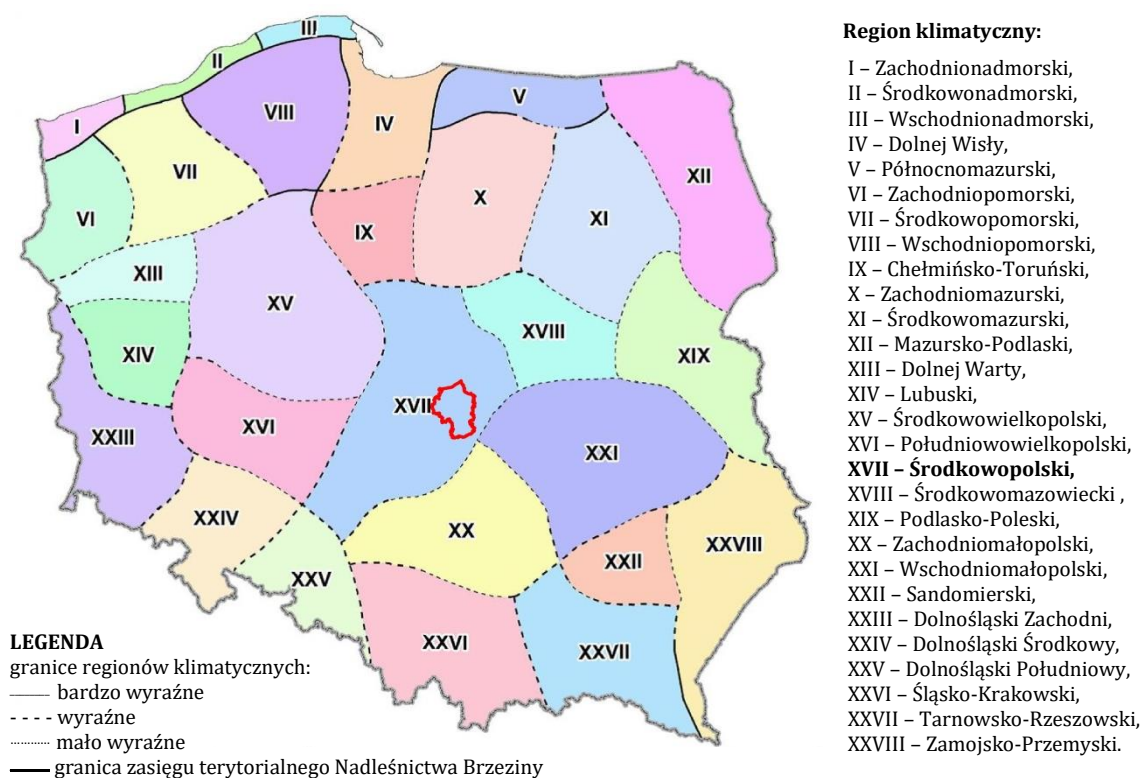 III
II
I
V
VIII
IV
XII
VII
VI
X
XI
IX
XIII
XV
XVIII
XIV
XIX
XVII
XVI
XXIII
XXI
XXIV
XX
XXII
XXVIII
XXV
XXVI
XXVII
Region klimatyczny:
I – Zachodnionadmorski,
II – Środkowonadmorski,
III – Wschodnionadmorski,
IV – Dolnej Wisły,
V – Północnomazurski,
VI – Zachodniopomorski,
VII – Środkowopomorski,
VIII – Wschodniopomorski,
IX – Chełmińsko-Toruński,
X – Zachodniomazurski,
XI – Środkowomazurski,
XII – Mazursko-Podlaski,
XIII – Dolnej Warty,
XIV – Lubuski,
XV – Środkowowielkopolski,
XVI – Południowowielkopolski,
XVII – Środkowopolski,
XVIII – Środkowomazowiecki ,
XIX – Podlasko-Poleski,
XX – Zachodniomałopolski,
XXI – Wschodniomałopolski,
XXII – Sandomierski,
XXIII – Dolnośląski Zachodni,
XXIV – Dolnośląski Środkowy,
XXV – Dolnośląski Południowy,
XXVI – Śląsko-Krakowski,
XXVII – Tarnowsko-Rzeszowski,
XXVIII – Zamojsko-Przemyski.
LEGENDA
granice regionów klimatycznych:
bardzo wyraźne
wyraźne
mało wyraźne
granica zasięgu terytorialnego Nadleśnictwa Brzeziny